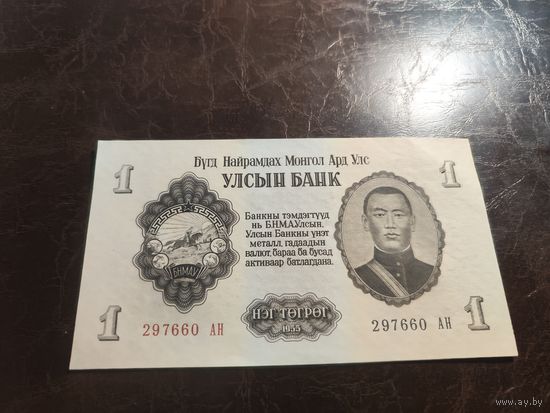 Бүгд Найрамдах Монгол Ард Улс
УЛСЫН БАНК
1
1
Банкны тэмдэгтүүд
нь Б.Н.М.А.Улсын,
Улсын Банкны үнэт
металл, гадаадын
валют, бараа ба бусад
активаар батлагдана.
БНМАУ
1
1
297660 АН
НЭГ ТӨГРӨГ
1955
297660 АН
www.ay.by